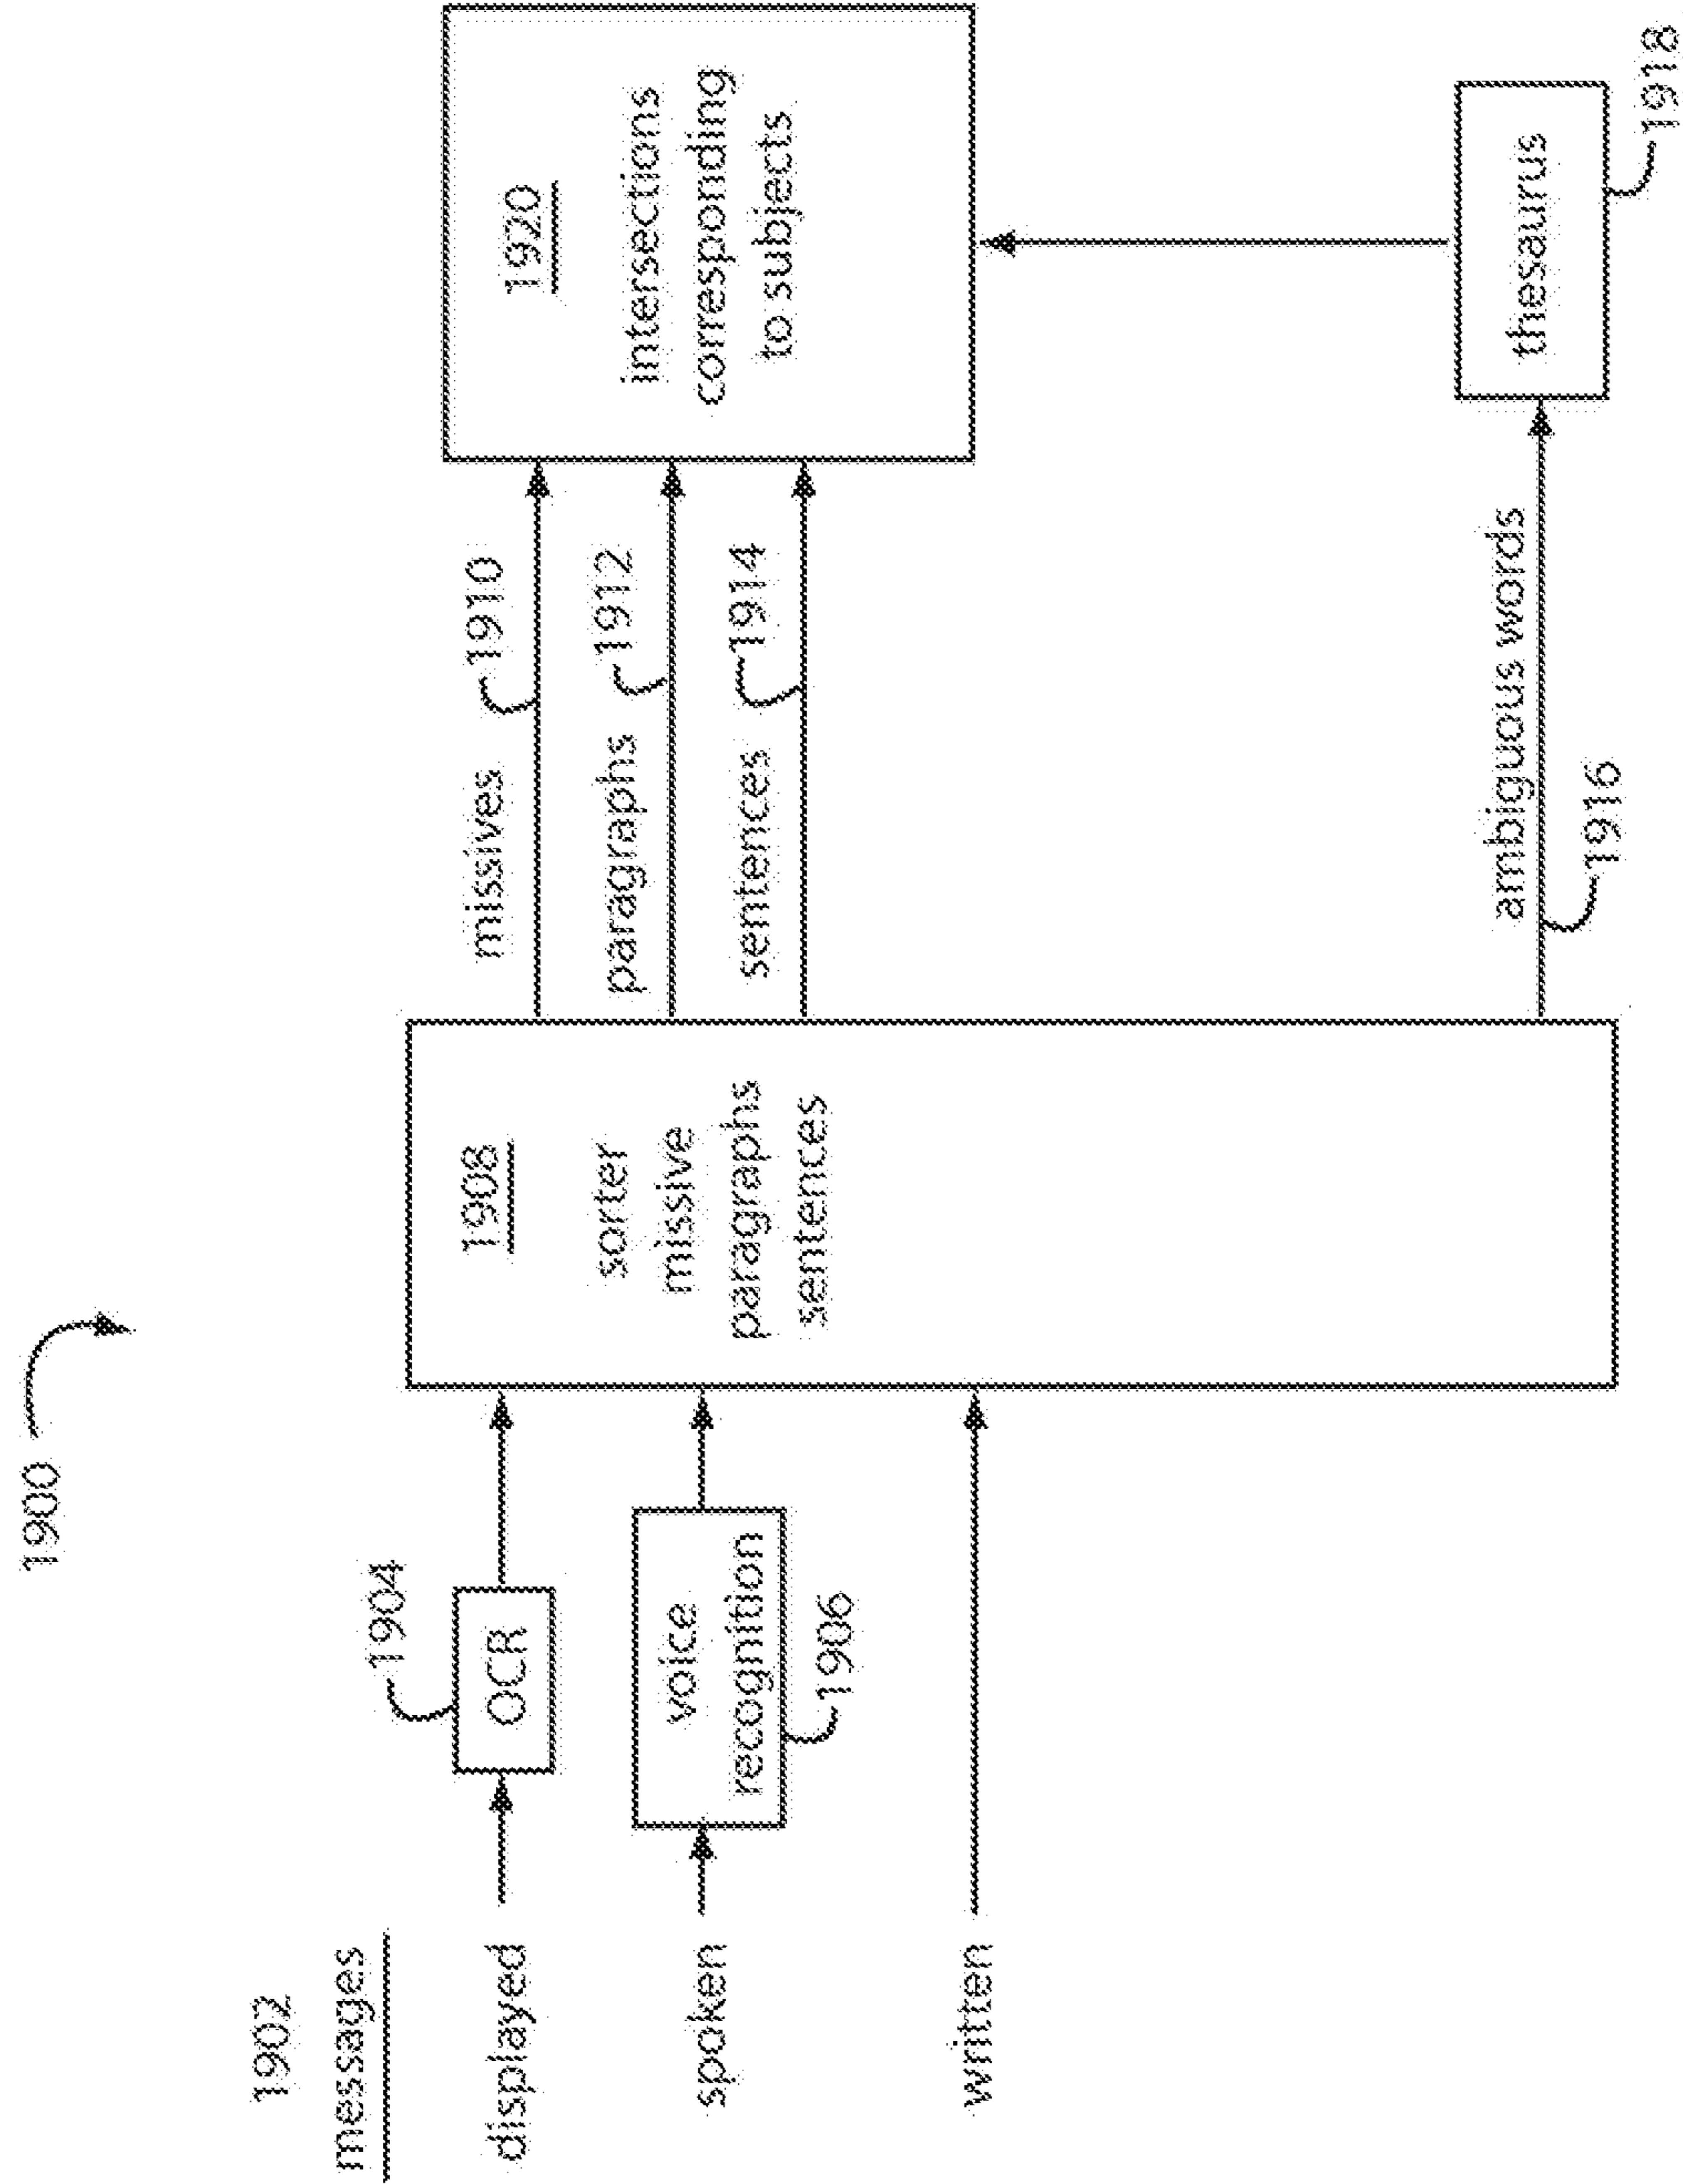 1900
1902
messages
displayed
spoken
written
1904
OCR
voice
recognition
1906
1908
sorter
missive
paragraphs
sentences
missives
1910
paragraphs
1912
sentences
1914
ambiguous words
1916
1920
intersections
corresponding
to subjects
thesaurus
1918